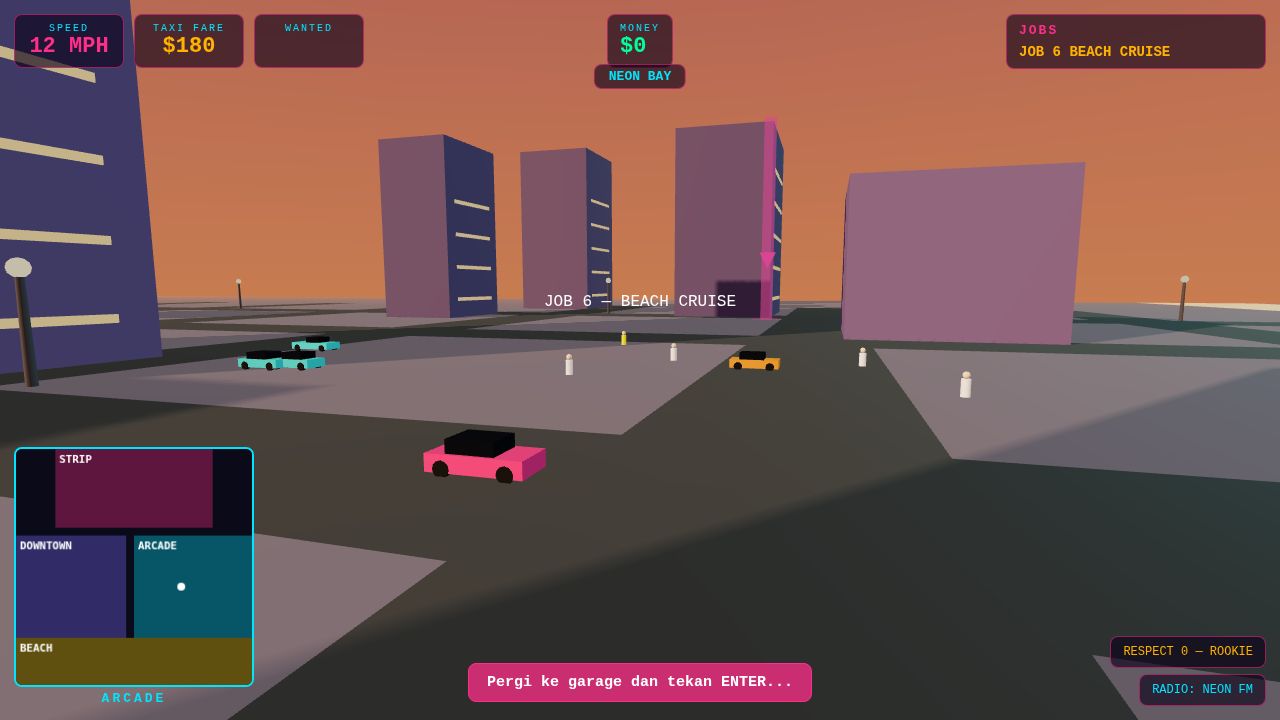 SPEED
12 MPH
TAXI FARE
$180
WANTED
MONEY
$0
NEON BAY
JOBS
JOB 6 BEACH CRUISE
JOB 6 — BEACH CRUISE
STRIP
DOWNTOWN
ARCADE
BEACH
ARCADE
Pergi ke garage dan tekan ENTER...
RESPECT 0 — ROOKIE
RADIO: NEON FM